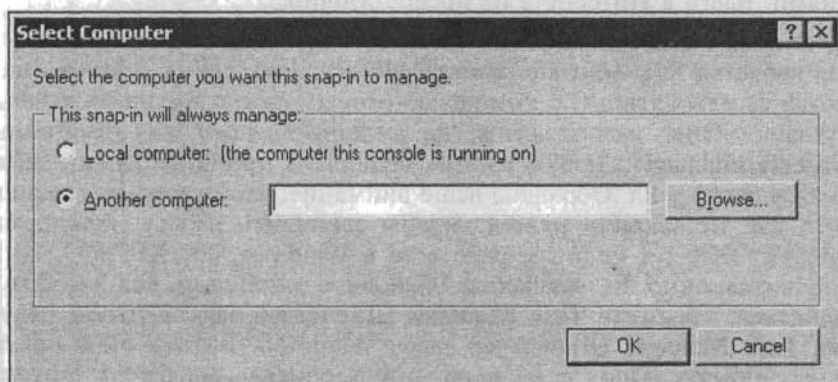 Select Computer
Select the computer you want this snap-in to manage.
This snap-in will always manage:
Local computer: (the computer this console is running on)
Another computer:
Browse...
OK
Cancel